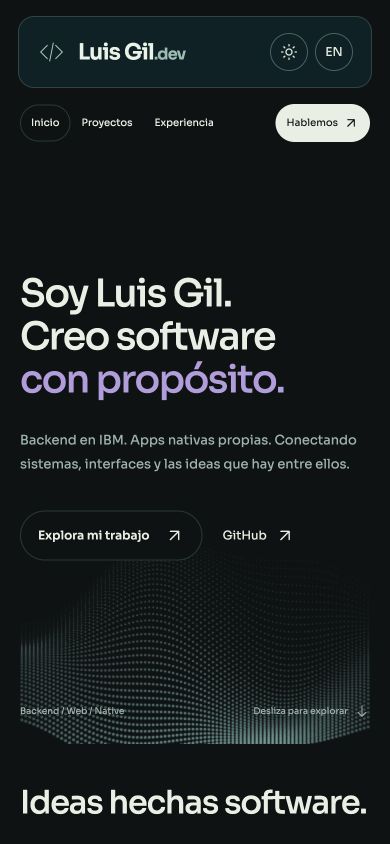 </> Luis Gil.dev
EN
Inicio Proyectos Experiencia Hablemos
Soy Luis Gil.
Creo software
con propósito.
Backend en IBM. Apps nativas propias. Conectando
sistemas, interfaces y las ideas que hay entre ellos.
Explora mi trabajo GitHub
Backend / Web / Native Desliza para explorar
Ideas hechas software.